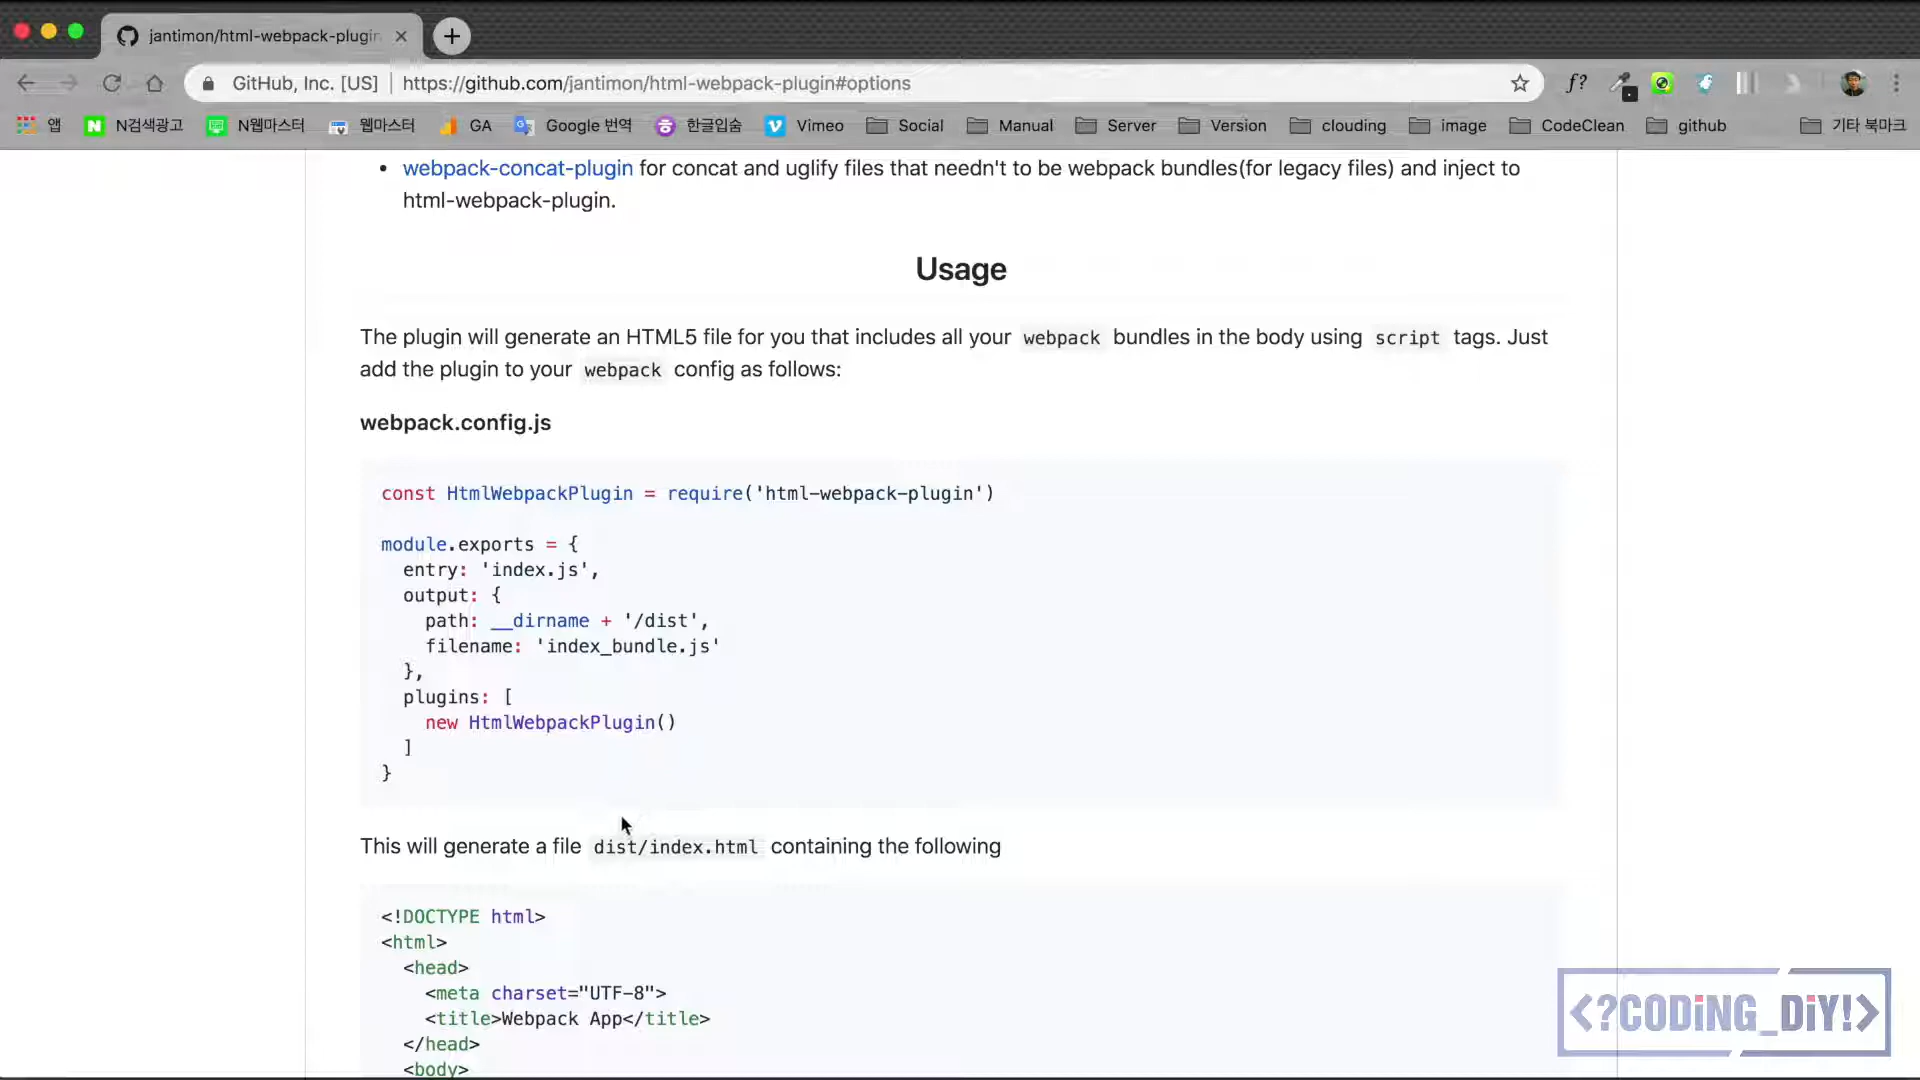 jantimon/html-webpack-plugin
GitHub, Inc. [US] | https://github.com/jantimon/html-webpack-plugin#options
f?
앱 N검색광고 N웹마스터 웹마스터 GA Google 번역 한글입숨 Vimeo Social Manual Server Version clouding image CodeClean github 기타 북마크
• webpack-concat-plugin for concat and uglify files that needn't to be webpack bundles(for legacy files) and inject to
html-webpack-plugin.
Usage
The plugin will generate an HTML5 file for you that includes all your webpack bundles in the body using script tags. Just
add the plugin to your webpack config as follows:
webpack.config.js
const HtmlWebpackPlugin = require('html-webpack-plugin')
module.exports = {
entry: 'index.js',
output: {
path: __dirname + '/dist',
filename: 'index_bundle.js'
},
plugins: [
new HtmlWebpackPlugin()
]
}
This will generate a file dist/index.html containing the following
<!DOCTYPE html>
<html>
<head>
<meta charset="UTF-8">
<title>Webpack App</title>
</head>
<body>
<?CODiNG_DiY!>